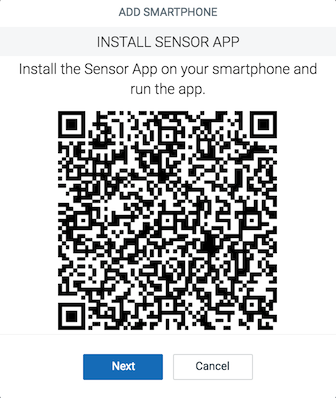 ADD SMARTPHONE
INSTALL SENSOR APP
Install the Sensor App on your smartphone and
run the app.
Next
Cancel